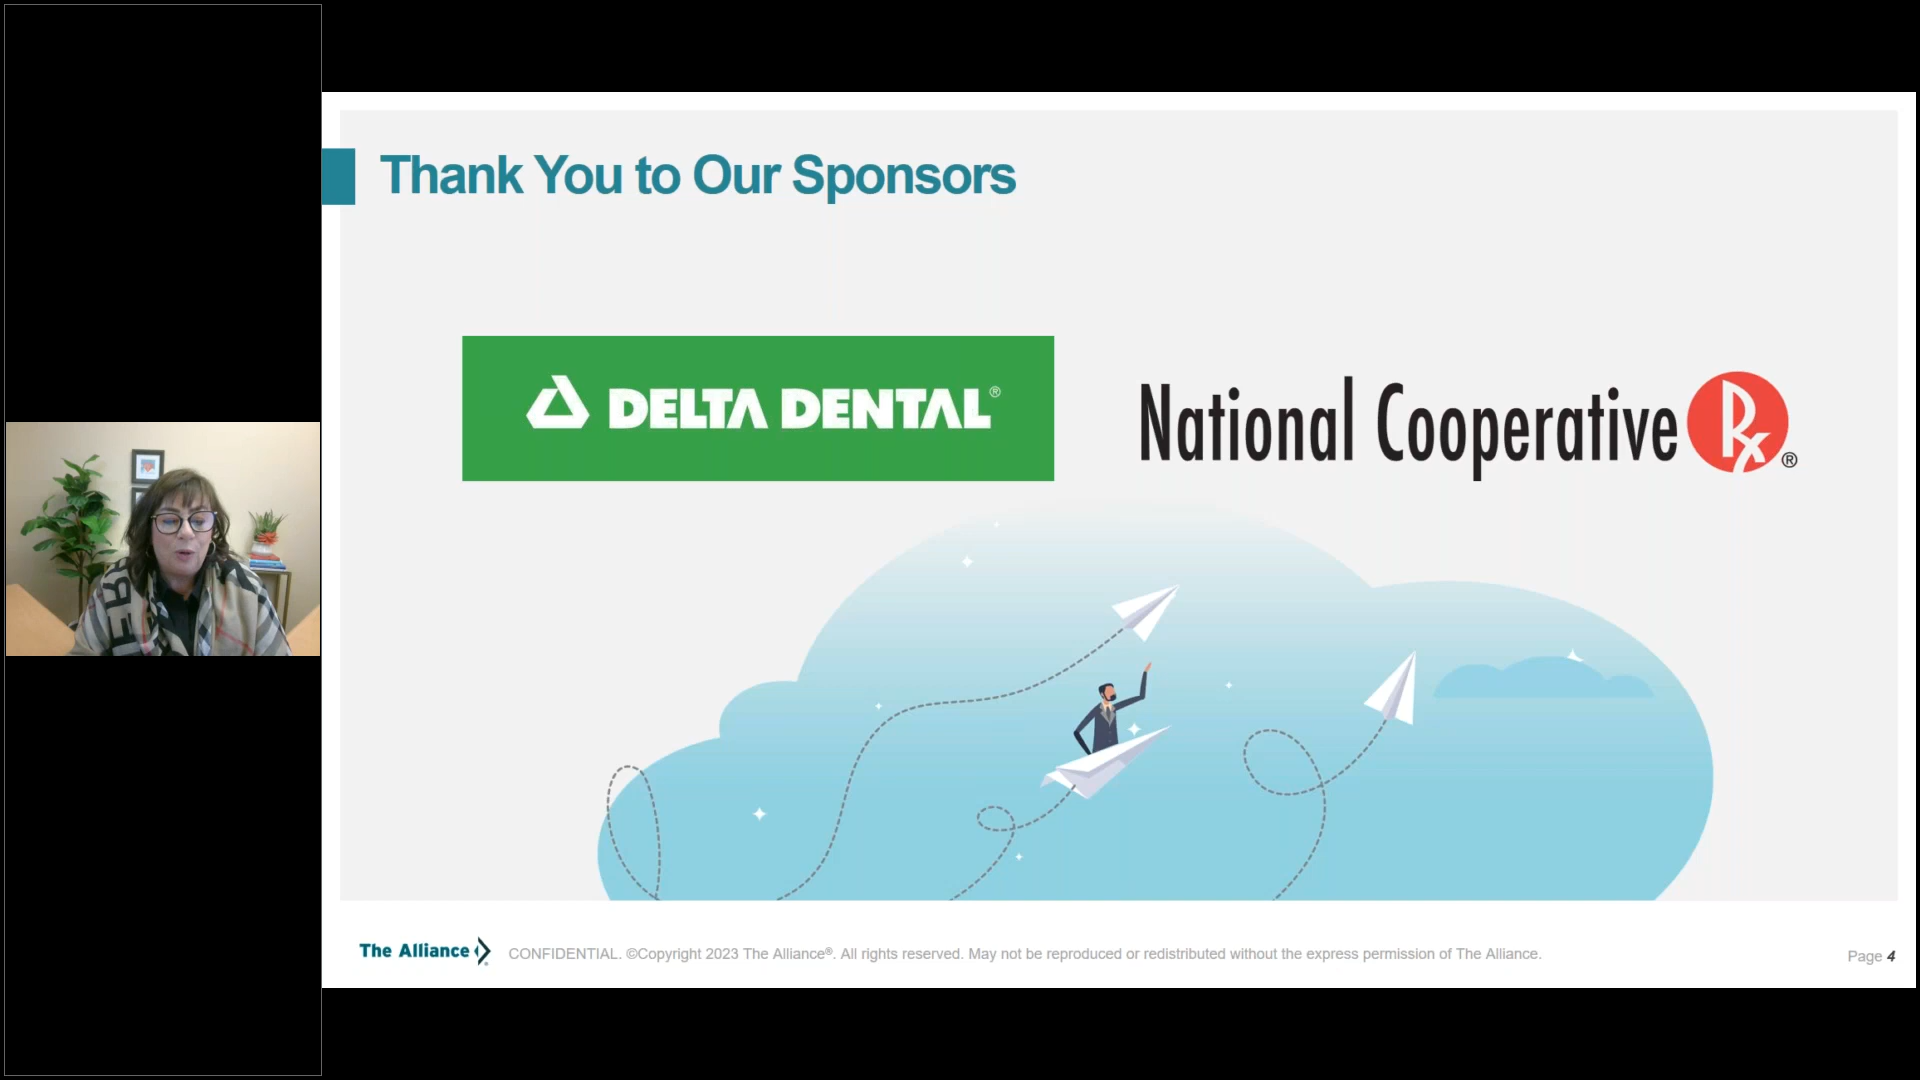 Thank You to Our Sponsors
DELTA DENTAL®
National Cooperative Rx®
The Alliance
CONFIDENTIAL. ©Copyright 2023 The Alliance®. All rights reserved. May not be reproduced or redistributed without the express permission of The Alliance.
Page 4